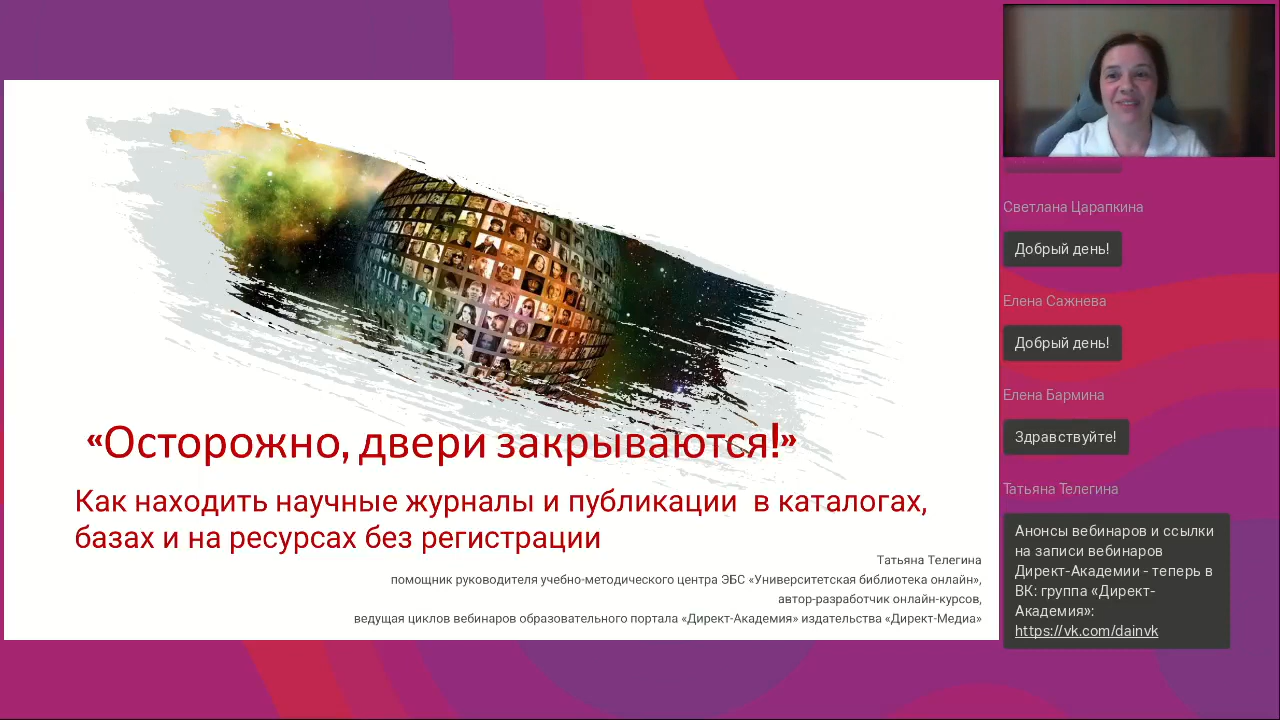 «Осторожно, двери закрываются!»
Как находить научные журналы и публикации в каталогах,
базах и на ресурсах без регистрации
Татьяна Телегина
помощник руководителя учебно-методического центра ЭБС «Университетская библиотека онлайн»,
автор-разработчик онлайн-курсов,
ведущая циклов вебинаров образовательного портала «Директ-Академия» издательства «Директ-Медиа»
Светлана Царапкина
Добрый день!
Елена Сажнева
Добрый день!
Елена Бармина
Здравствуйте!
Татьяна Телегина
Анонсы вебинаров и ссылки
на записи вебинаров
Директ-Академии - теперь в
ВК: группа «Директ-
Академия»:
https://vk.com/dainvk